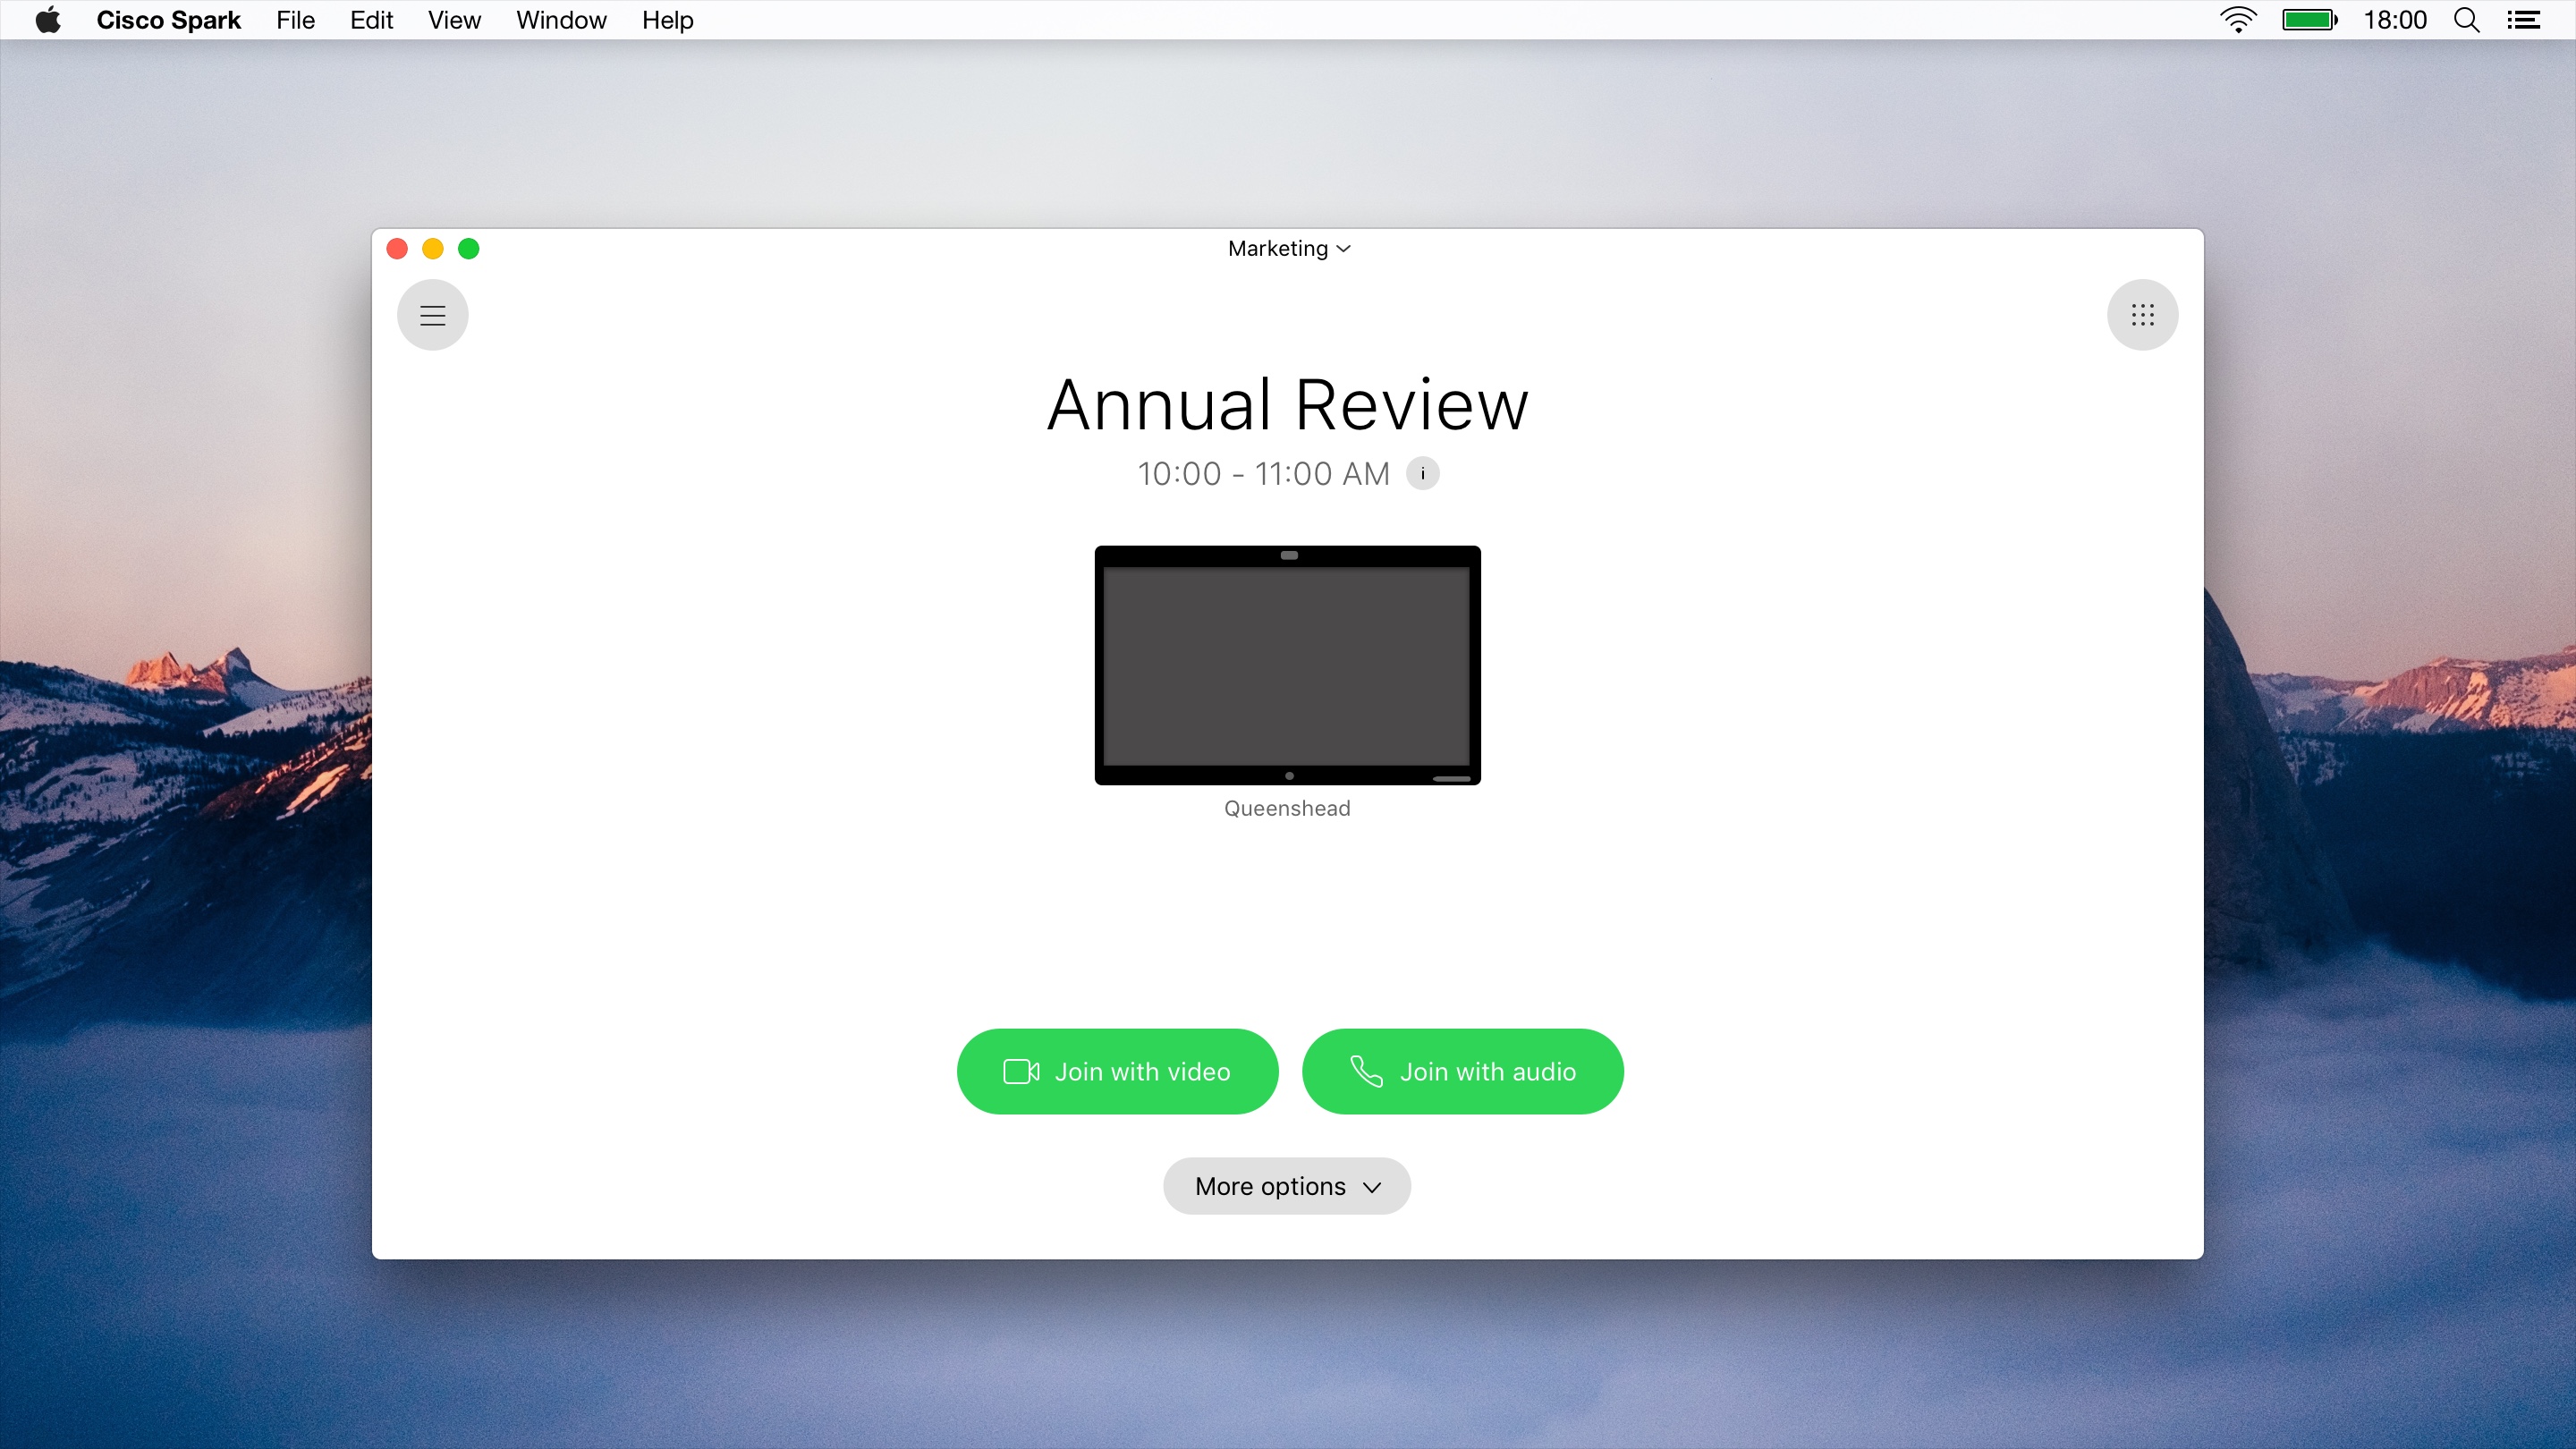 Cisco Spark File Edit View Window Help 18:00
Marketing
Annual Review
10:00 - 11:00 AM i
Queenshead
Join with video Join with audio
More options